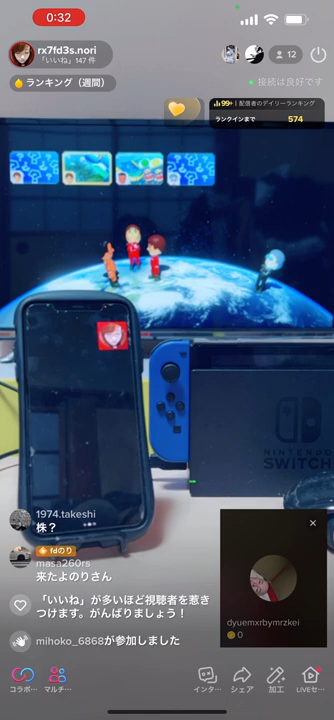 0:32
rx7fd3s.nori
「いいね」147 件
12
ランキング（週間）
接続は良好です
99+ | 配信者のデイリーランキング
ランクインまで 574
NINTENDO
SWITCH
1974.takeshi
株？
fdのり
masa260rs
来たよのりさん
「いいね」が多いほど視聴者を惹き
つけます。がんばりましょう！
mihoko_6868が参加しました
dyuemxrbymrzkei
0
コラボ… マルチ… インタ… シェア 加工 LIVEセ…